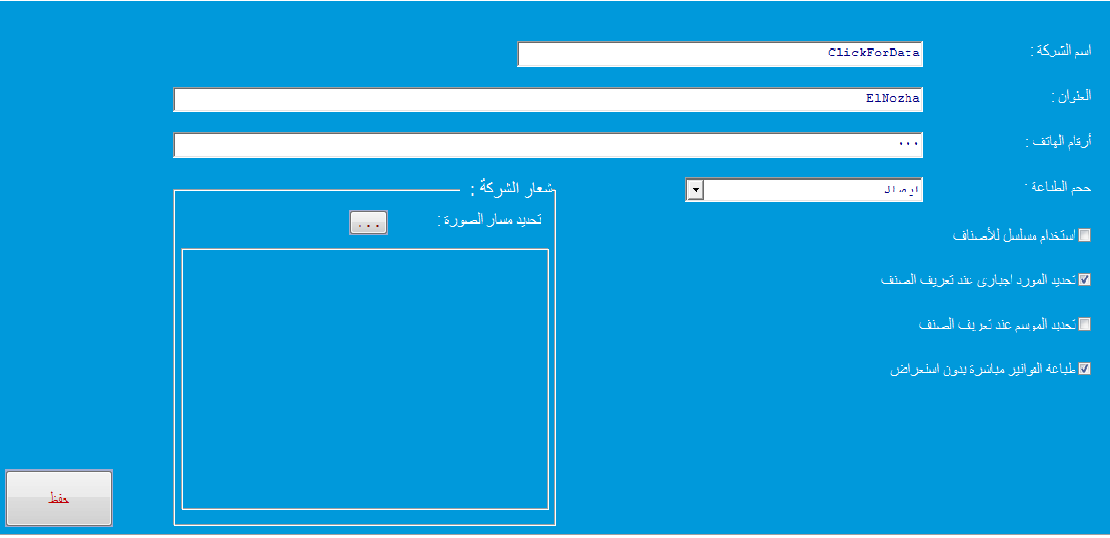 اسم الشركة :
ClickForData
العنوان :
ElNozha
أرقام الهاتف :
...
حجم الطباعة :
ايصال
شعار الشركة :
تحديد مسار الصورة :
...
استخدام مسلسل للأصناف
تحديد المورد اجبارى عند تعريف الصنف
تحديد الموسم عند تعريف الصنف
طباعة الفواتير مباشرة بدون استعراض
حفظ